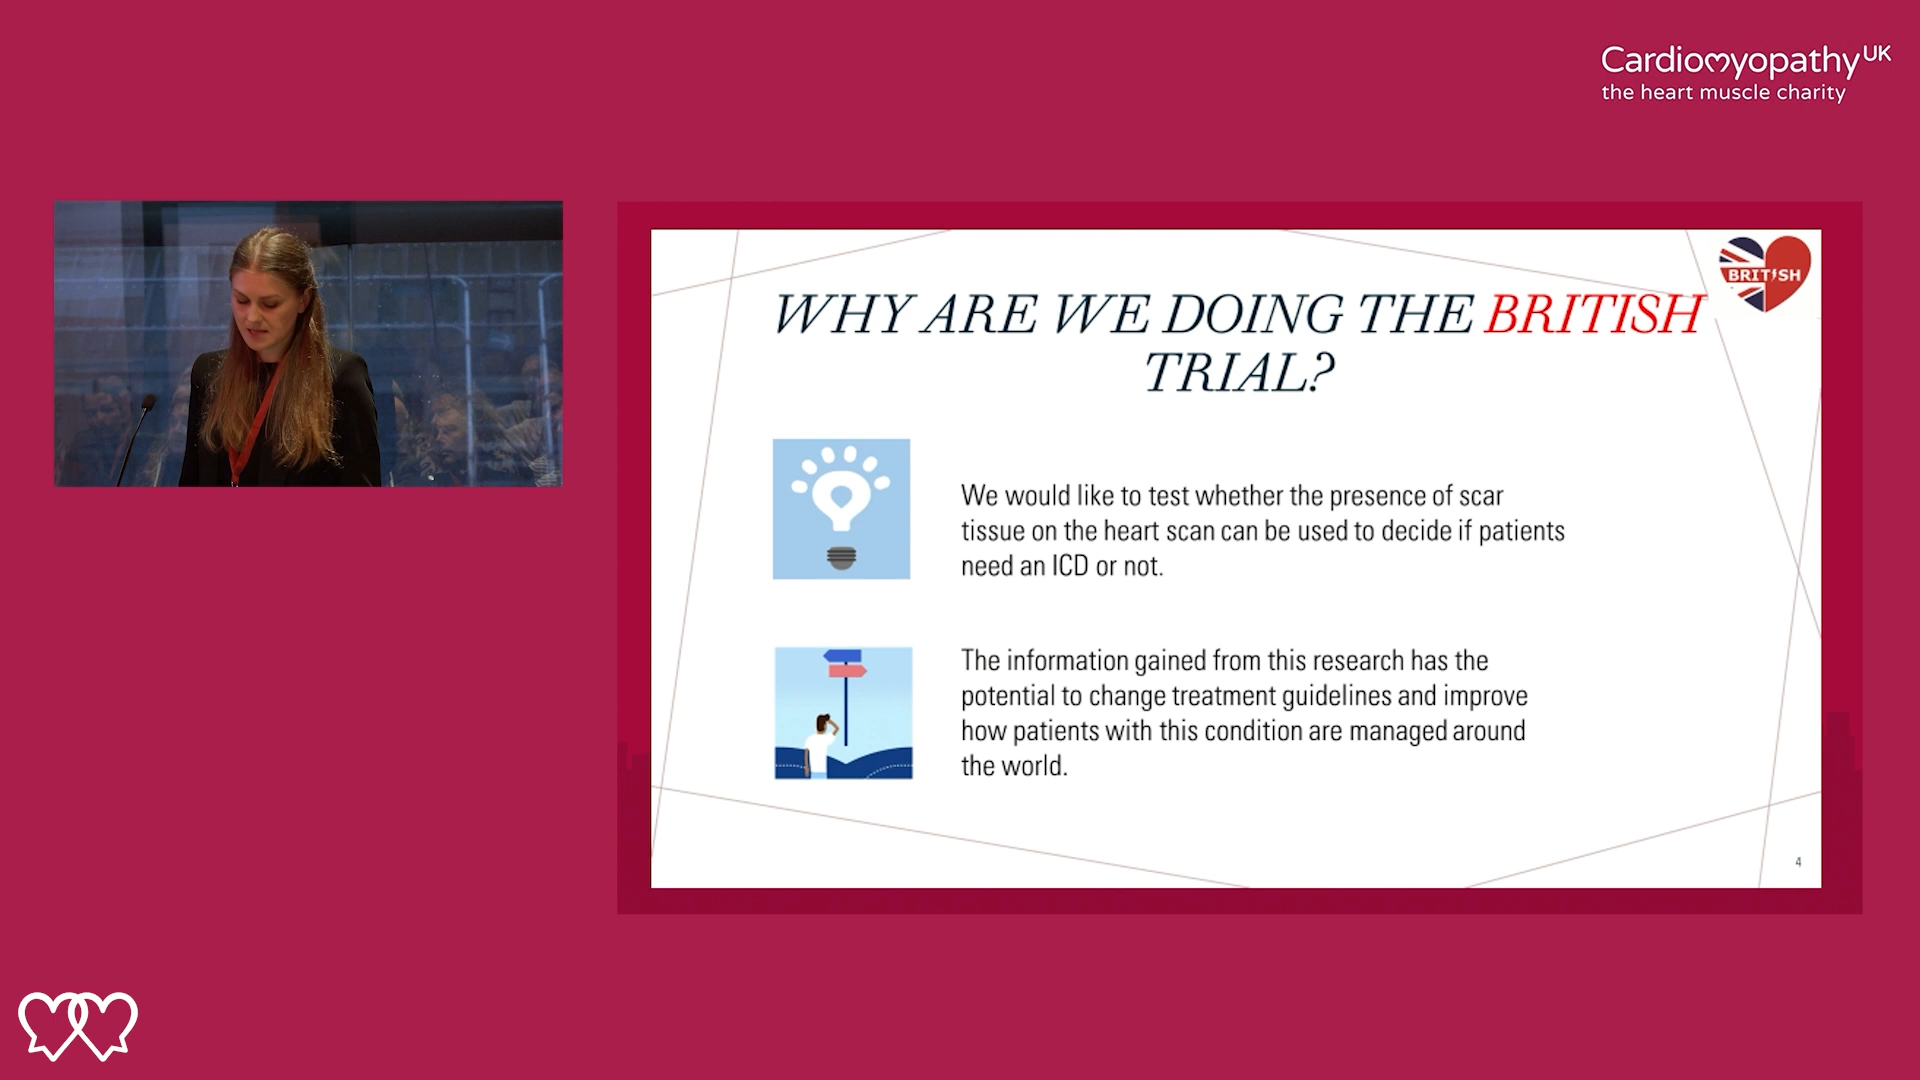 Cardiomyopathy UK
the heart muscle charity
BRITISH
WHY ARE WE DOING THE BRITISH
TRIAL?
We would like to test whether the presence of scar
tissue on the heart scan can be used to decide if patients
need an ICD or not.
The information gained from this research has the
potential to change treatment guidelines and improve
how patients with this condition are managed around
the world.
4